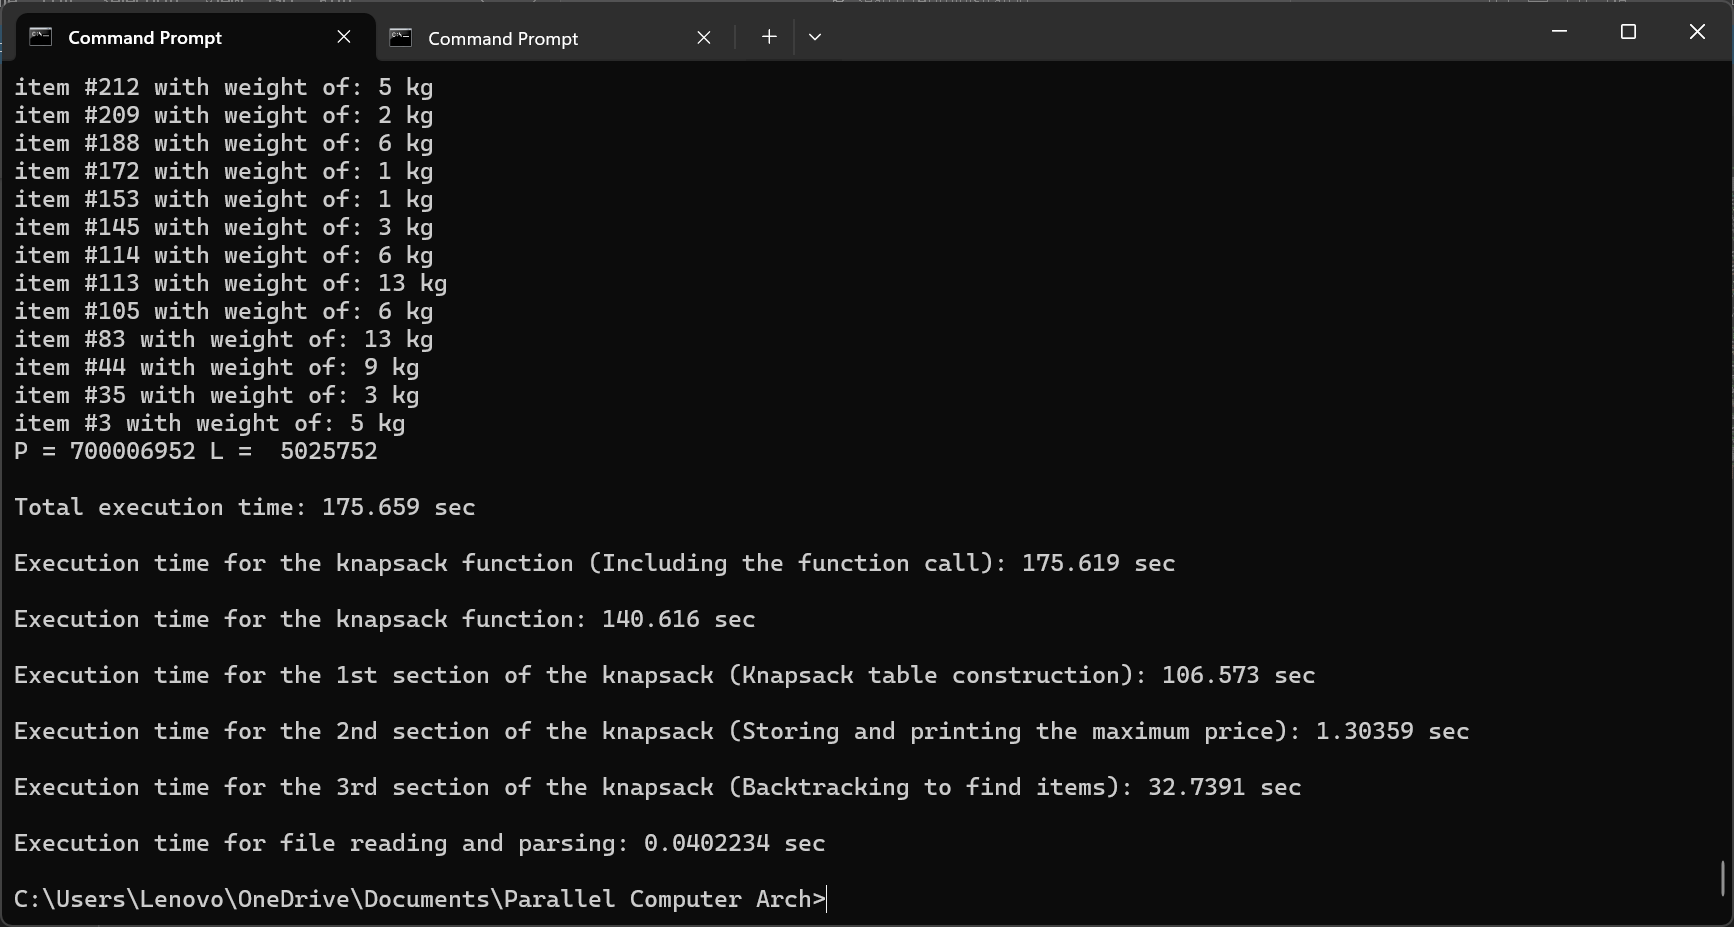 Command Prompt
Command Prompt
item #212 with weight of: 5 kg
item #209 with weight of: 2 kg
item #188 with weight of: 6 kg
item #172 with weight of: 1 kg
item #153 with weight of: 1 kg
item #145 with weight of: 3 kg
item #114 with weight of: 6 kg
item #113 with weight of: 13 kg
item #105 with weight of: 6 kg
item #83 with weight of: 13 kg
item #44 with weight of: 9 kg
item #35 with weight of: 3 kg
item #3 with weight of: 5 kg
P = 700006952 L =  5025752
Total execution time: 175.659 sec
Execution time for the knapsack function (Including the function call): 175.619 sec
Execution time for the knapsack function: 140.616 sec
Execution time for the 1st section of the knapsack (Knapsack table construction): 106.573 sec
Execution time for the 2nd section of the knapsack (Storing and printing the maximum price): 1.30359 sec
Execution time for the 3rd section of the knapsack (Backtracking to find items): 32.7391 sec
Execution time for file reading and parsing: 0.0402234 sec
C:\Users\Lenovo\OneDrive\Documents\Parallel Computer Arch>